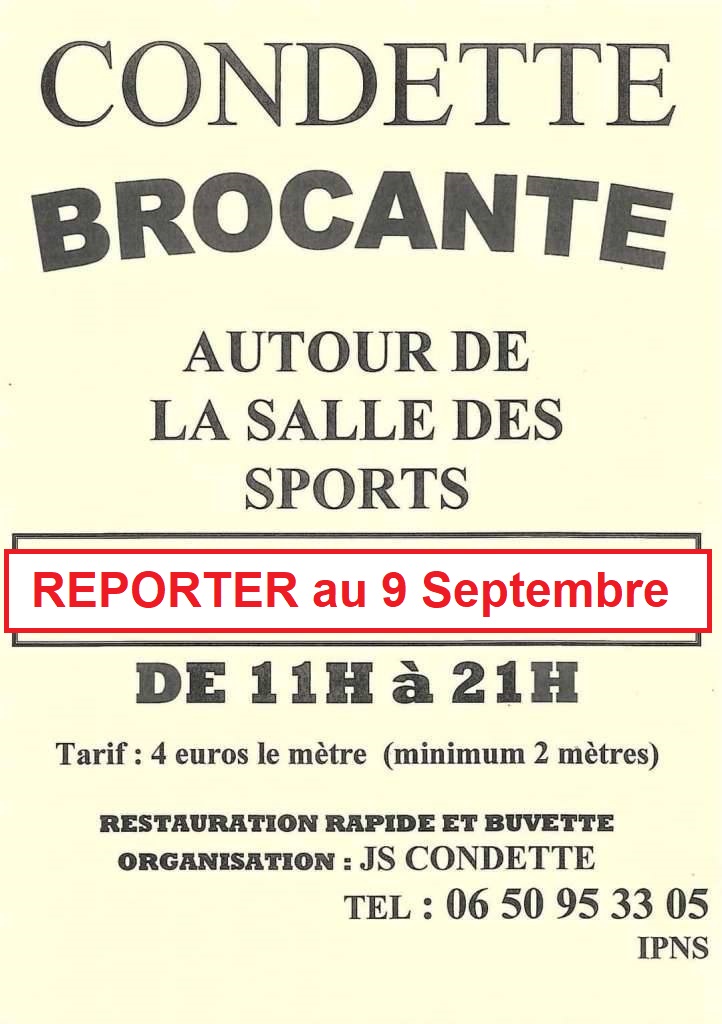 CONDETTE
BROCANTE
AUTOUR DE
LA SALLE DES
SPORTS
REPORTER au 9 Septembre
DE 11H à 21H
Tarif : 4 euros le mètre (minimum 2 mètres)
RESTAURATION RAPIDE ET BUVETTE
ORGANISATION : JS CONDETTE
TEL : 06 50 95 33 05
IPNS